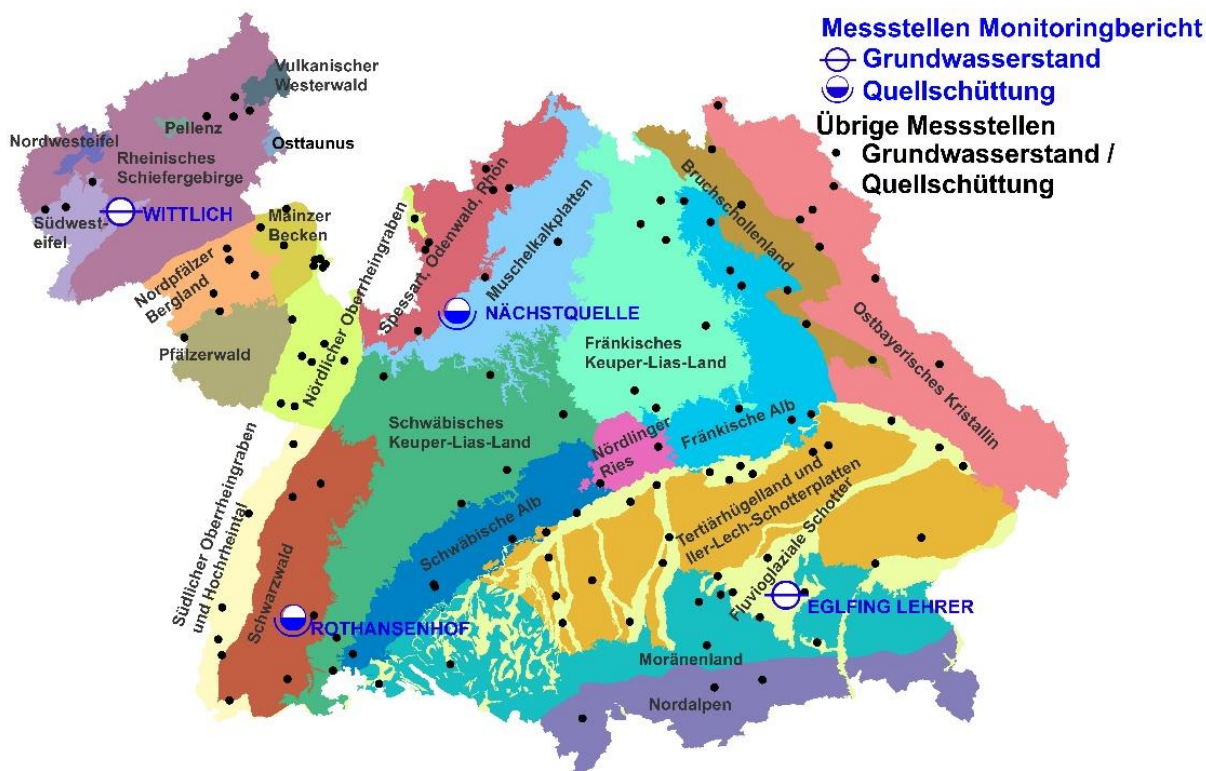 Messstellen Monitoringbericht
Grundwasserstand
Quellschüttung
Übrige Messstellen
Grundwasserstand /
Quellschüttung
Vulkanischer
Westerwald
Pellenz
Nordwesteifel
Osttaunus
Rheinisches
Schiefergebirge
Südwest-
eifel
WITTLICH
Mainzer
Becken
Nordpfälzer
Bergland
Pfälzerwald
Nördlicher Oberrheingraben
Spessart, Odenwald, Rhön
Muschelkalkplatten
NÄCHSTQUELLE
Bruchschollenland
Ostbayerisches Kristallin
Fränkisches
Keuper-Lias-Land
Schwäbisches
Keuper-Lias-Land
Nördlinger
Ries
Fränkische Alb
Südlicher Oberrheingraben
und Hochrheintal
Schwarzwald
Schwäbische Alb
Tertiärhügelland und
Iller-Lech-Schotterplatten
Fluvioglaziale Schotter
ROTHANSENHOF
EGLFING LEHRER
Moränenland
Nordalpen